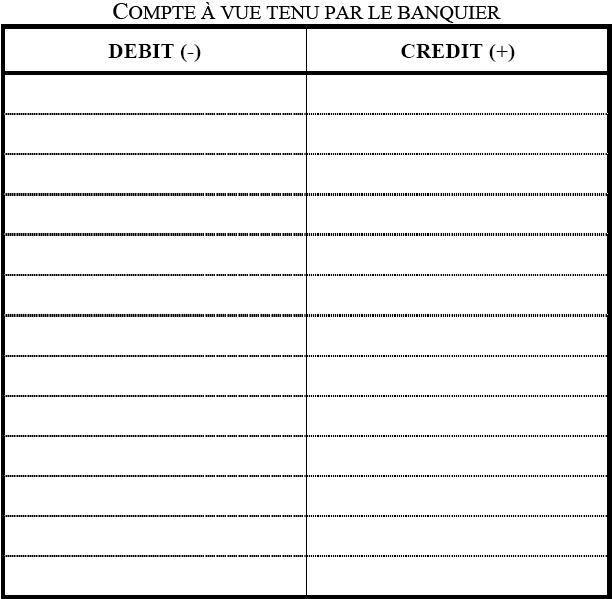 COMPTE À VUE TENU PAR LE BANQUIER
DEBIT (-) CREDIT (+)